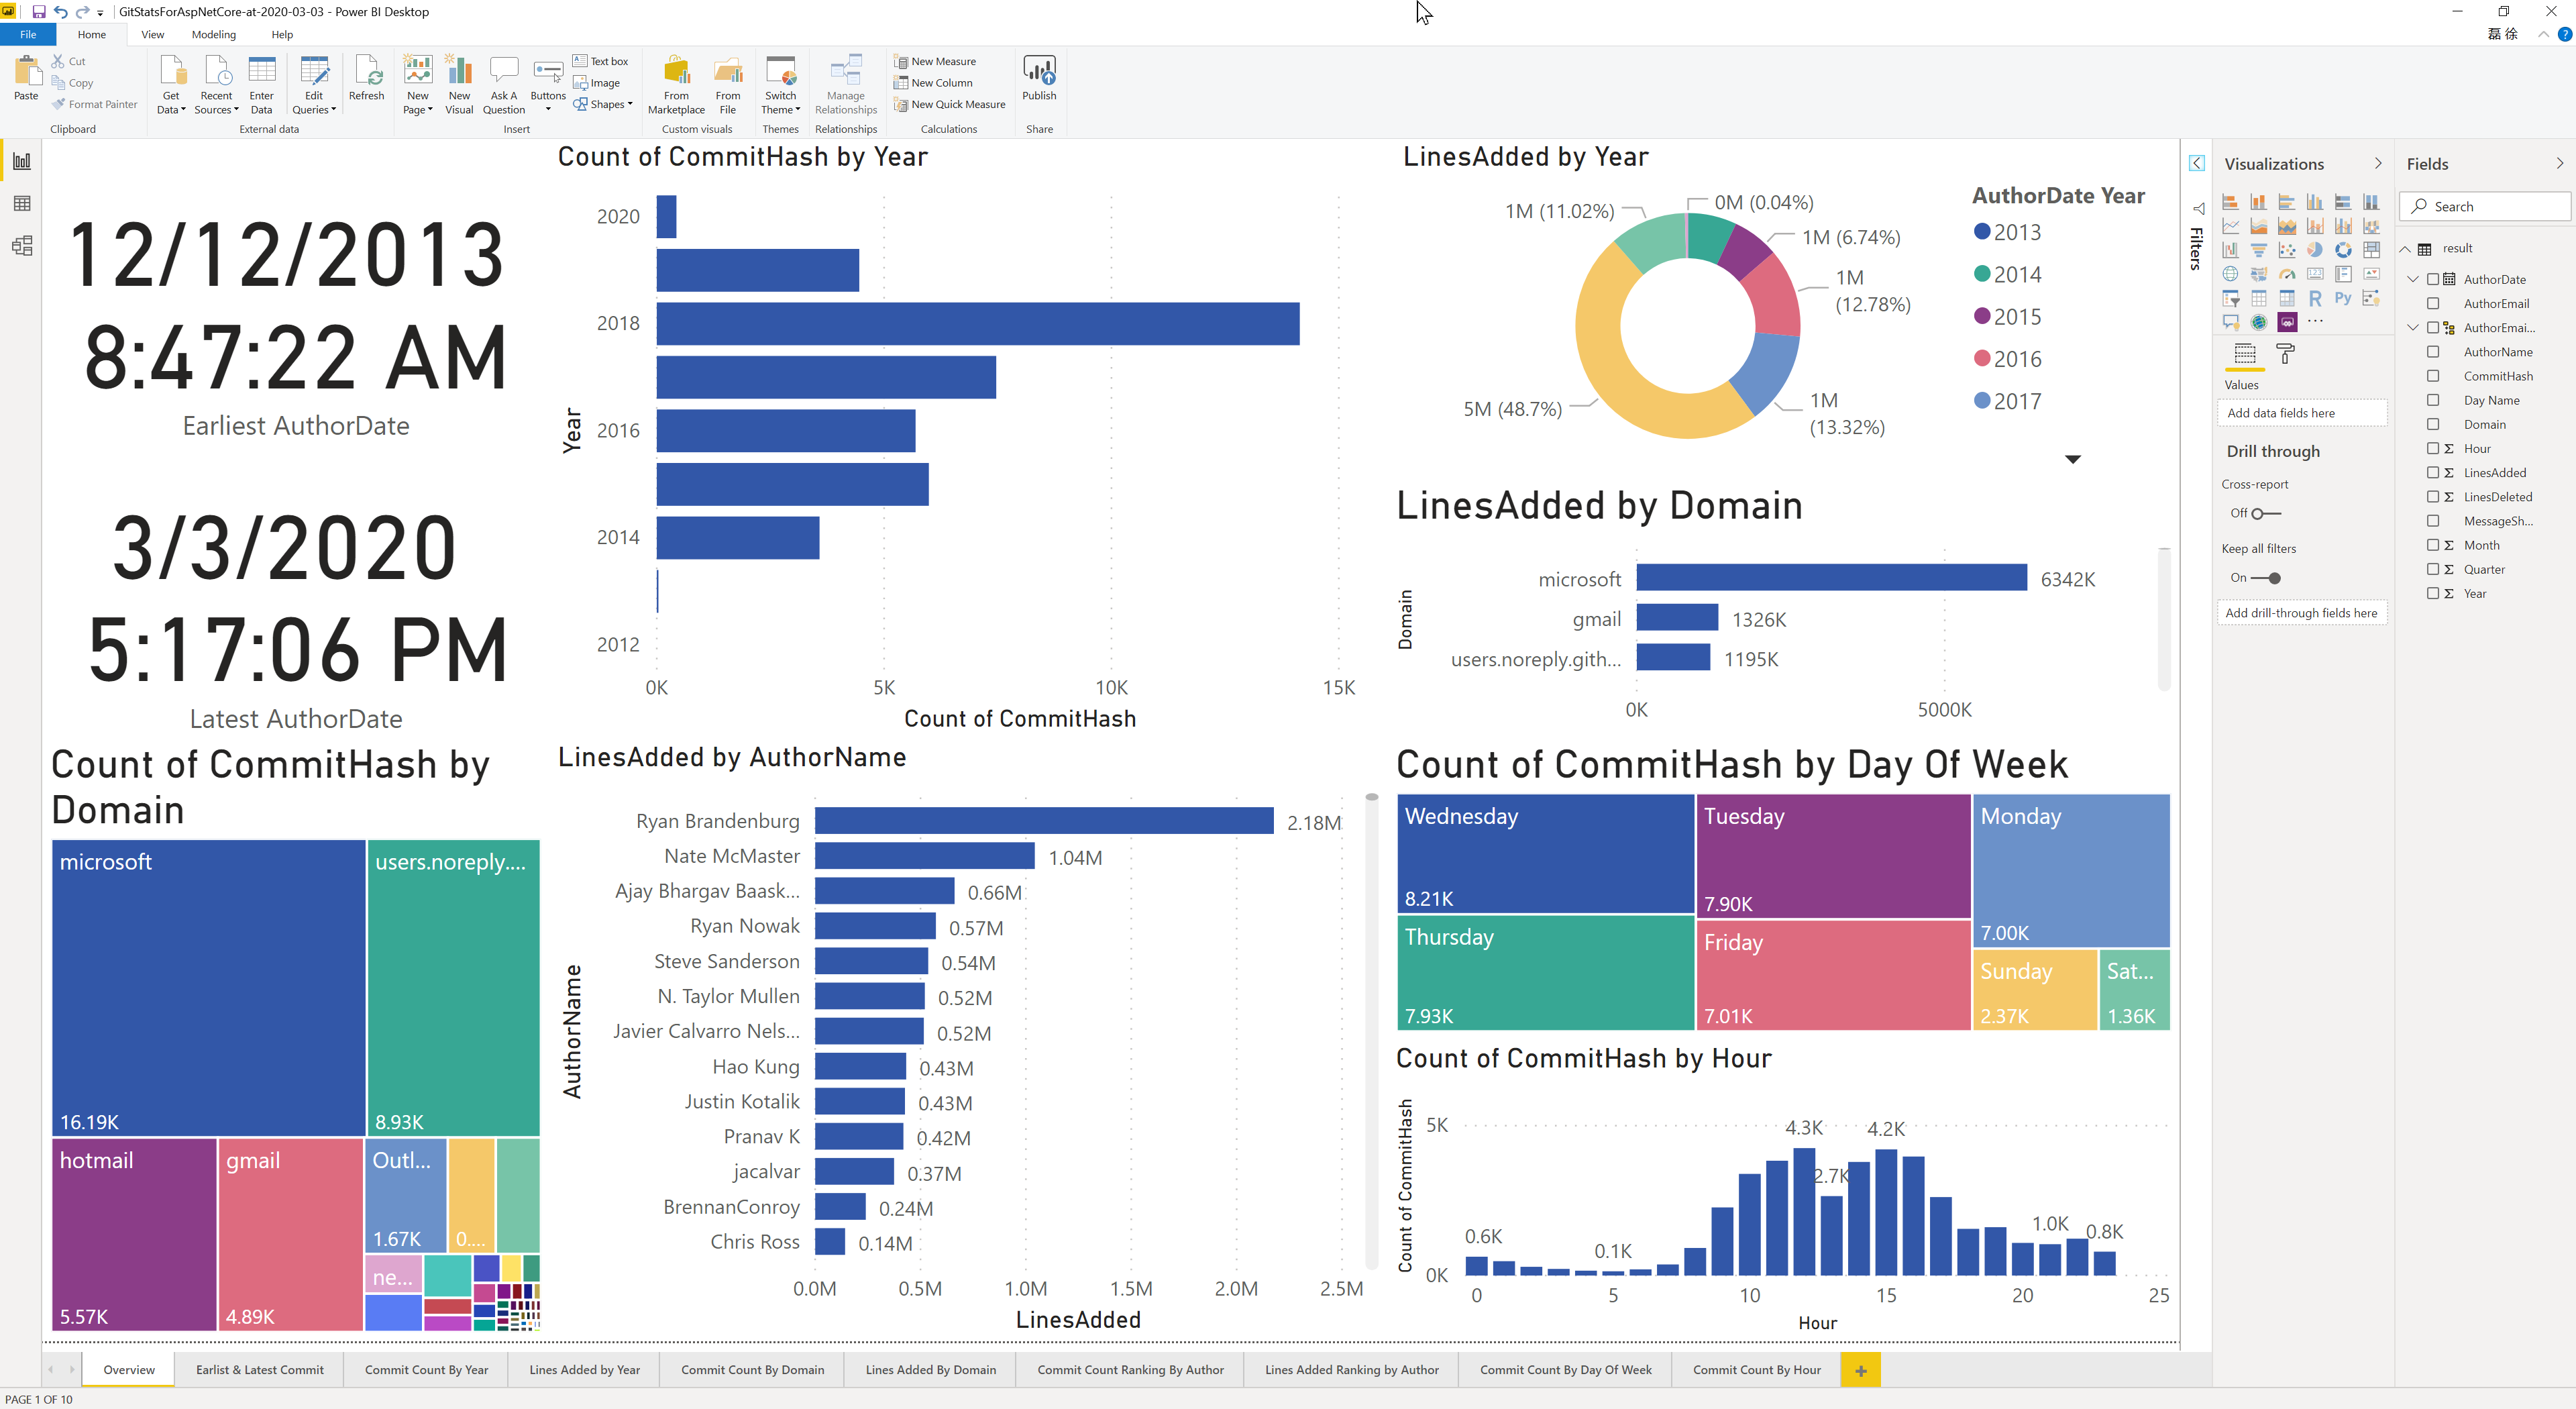 GitStatsForAspNetCore-at-2020-03-03 - Power BI Desktop
File Home View Modeling Help
磊 徐
Paste
Cut
Copy
Format Painter
Clipboard
Get Data
Recent Sources
Enter Data
Edit Queries
Refresh
External data
New Page
New Visual
Ask A Question
Buttons
Text box
Image
Shapes
Insert
From Marketplace
From File
Custom visuals
Switch Theme
Themes
Manage Relationships
Relationships
New Measure
New Column
New Quick Measure
Calculations
Publish
Share
12/12/2013
8:47:22 AM
Earliest AuthorDate
3/3/2020
5:17:06 PM
Latest AuthorDate
Count of CommitHash by Year
Year
2020
2018
2016
2014
2012
0K 5K 10K 15K
Count of CommitHash
LinesAdded by Year
1M (11.02%)
0M (0.04%)
1M (6.74%)
1M
(12.78%)
1M
(13.32%)
5M (48.7%)
AuthorDate Year
2013
2014
2015
2016
2017
LinesAdded by Domain
Domain
microsoft 6342K
gmail 1326K
users.noreply.gith... 1195K
0K 5000K
Count of CommitHash by
Domain
microsoft
16.19K
users.noreply....
8.93K
hotmail
5.57K
gmail
4.89K
Outl...
1.67K
0....
ne...
LinesAdded by AuthorName
AuthorName
Ryan Brandenburg 2.18M
Nate McMaster 1.04M
Ajay Bhargav Baask... 0.66M
Ryan Nowak 0.57M
Steve Sanderson 0.54M
N. Taylor Mullen 0.52M
Javier Calvarro Nels... 0.52M
Hao Kung 0.43M
Justin Kotalik 0.43M
Pranav K 0.42M
jacalvar 0.37M
BrennanConroy 0.24M
Chris Ross 0.14M
0.0M 0.5M 1.0M 1.5M 2.0M 2.5M
LinesAdded
Count of CommitHash by Day Of Week
Wednesday
8.21K
Tuesday
7.90K
Monday
7.00K
Thursday
7.93K
Friday
7.01K
Sunday
2.37K
Sat...
1.36K
Count of CommitHash by Hour
Count of CommitHash
5K
0K
0.6K
0.1K
4.3K
2.7K
4.2K
1.0K
0.8K
0 5 10 15 20 25
Hour
Filters
Visualizations
123
R Py
Values
Add data fields here
Drill through
Cross-report
Off
Keep all filters
On
Add drill-through fields here
Fields
Search
result
AuthorDate
AuthorEmail
AuthorEmai...
AuthorName
CommitHash
Day Name
Domain
Σ Hour
Σ LinesAdded
Σ LinesDeleted
MessageSh...
Σ Month
Σ Quarter
Σ Year
Overview
Earlist & Latest Commit
Commit Count By Year
Lines Added by Year
Commit Count By Domain
Lines Added By Domain
Commit Count Ranking By Author
Lines Added Ranking by Author
Commit Count By Day Of Week
Commit Count By Hour
PAGE 1 OF 10